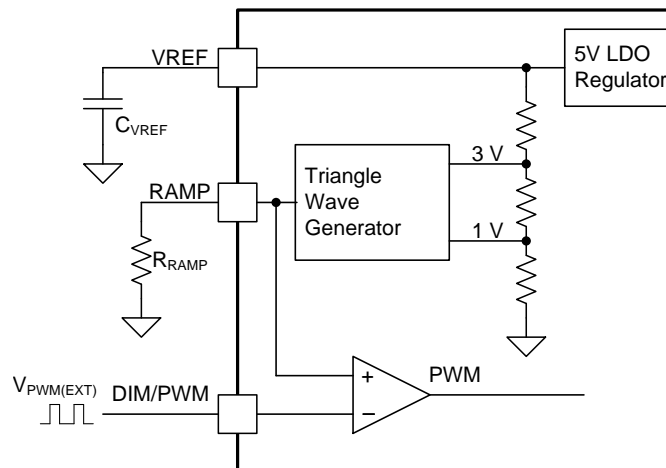 VREF
5V LDO
Regulator
CVREF
3 V
Triangle
Wave
Generator
RAMP
1 V
RRAMP
VPWM(EXT)
DIM/PWM
+
−
PWM